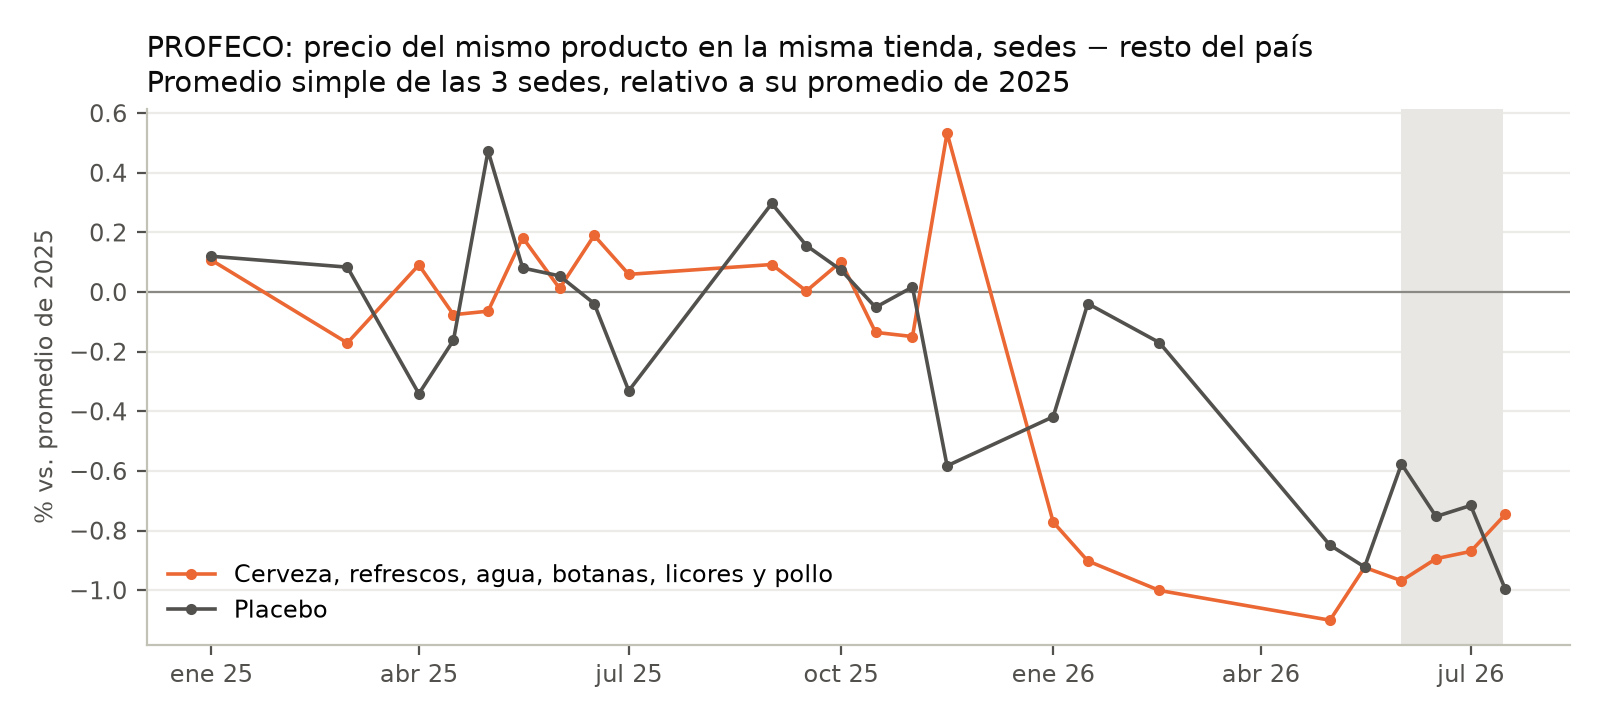 PROFECO: precio del mismo producto en la misma tienda, sedes − resto del país
Promedio simple de las 3 sedes, relativo a su promedio de 2025
% vs. promedio de 2025
0.6
0.4
0.2
0.0
−0.2
−0.4
−0.6
−0.8
−1.0
Cerveza, refrescos, agua, botanas, licores y pollo
Placebo
ene 25
abr 25
jul 25
oct 25
ene 26
abr 26
jul 26